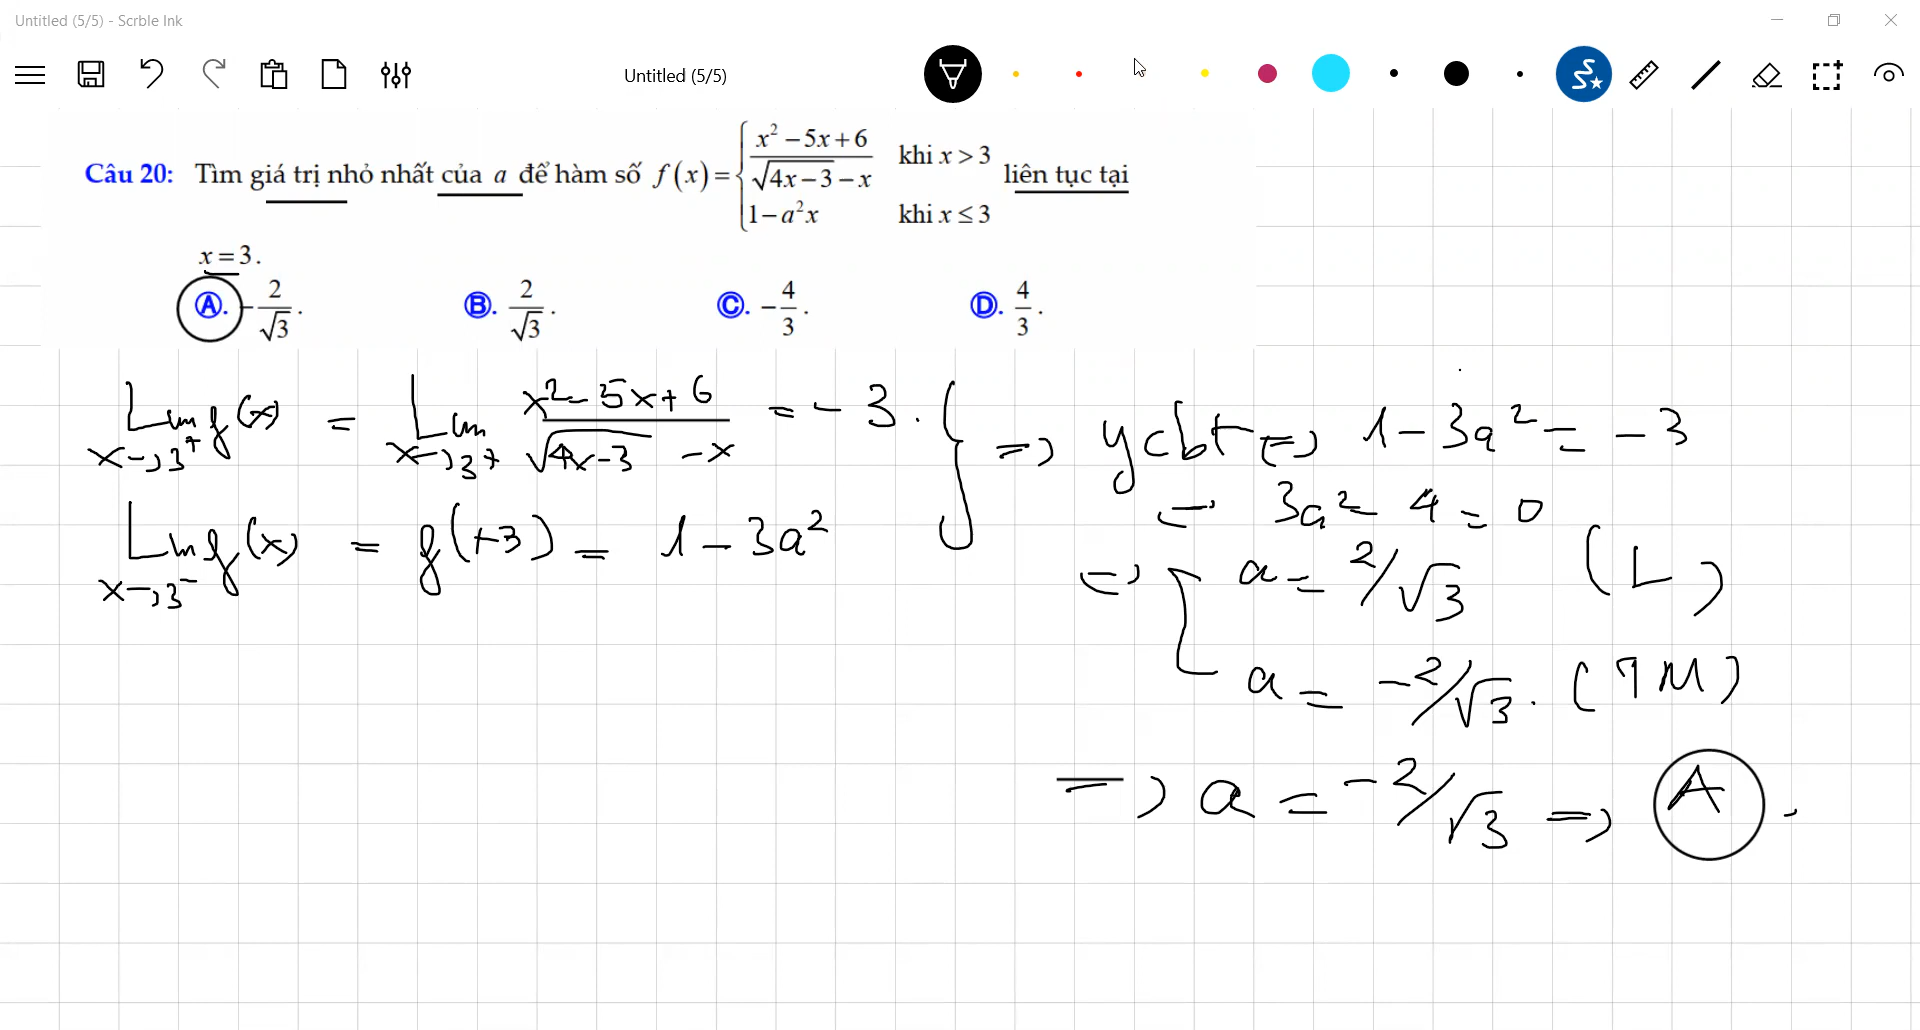 Untitled (5/5) - Scrble Ink
Untitled (5/5)
Câu 20: Tìm giá trị nhỏ nhất của a để hàm số f(x) = { (x² − 5x + 6)/(√(4x − 3) − x) khi x > 3; 1 − a²x khi x ≤ 3 liên tục tại
x = 3.
A. −2/√3. B. 2/√3. C. −4/3. D. 4/3.
Lim x→3⁺ f(x) = Lim x→3⁺ (x² − 5x + 6)/(√(4x − 3) − x) = −3. }
Lim x→3⁻ f(x) = f(+3) = 1 − 3a²
=> ycbt <=> 1 − 3a² = −3
<=> 3a² − 4 = 0
=> [ a = 2/√3 (L)
a = −2/√3. (TM)
=> a = −2/√3 => A.